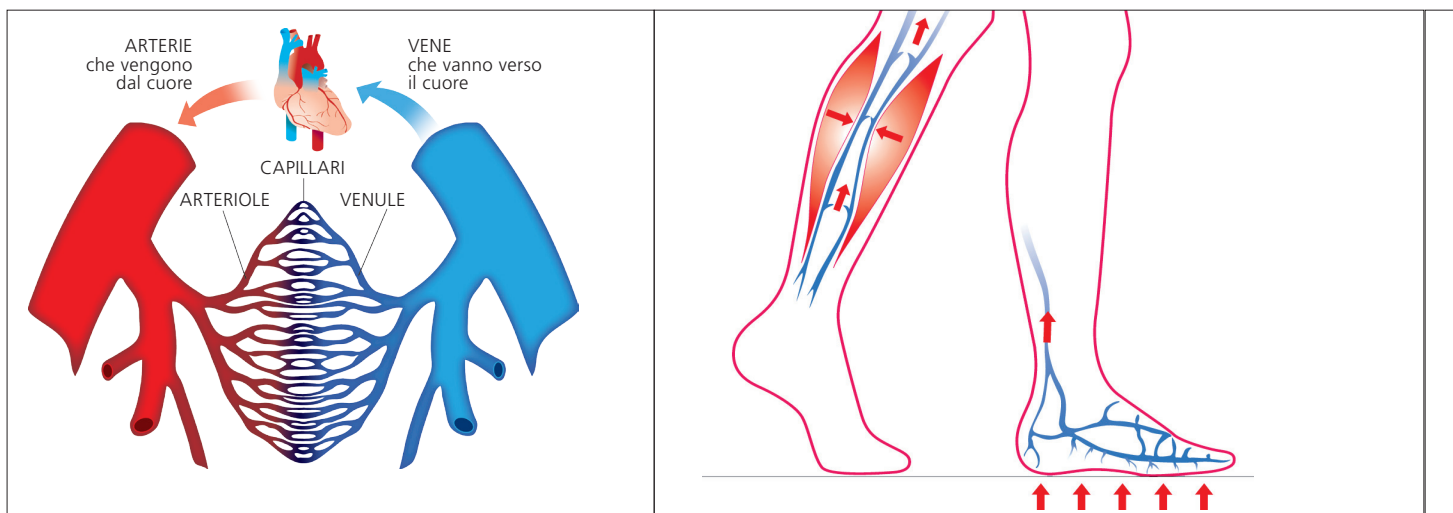 ARTERIE
che vengono
dal cuore
VENE
che vanno verso
il cuore
CAPILLARI
ARTERIOLE
VENULE